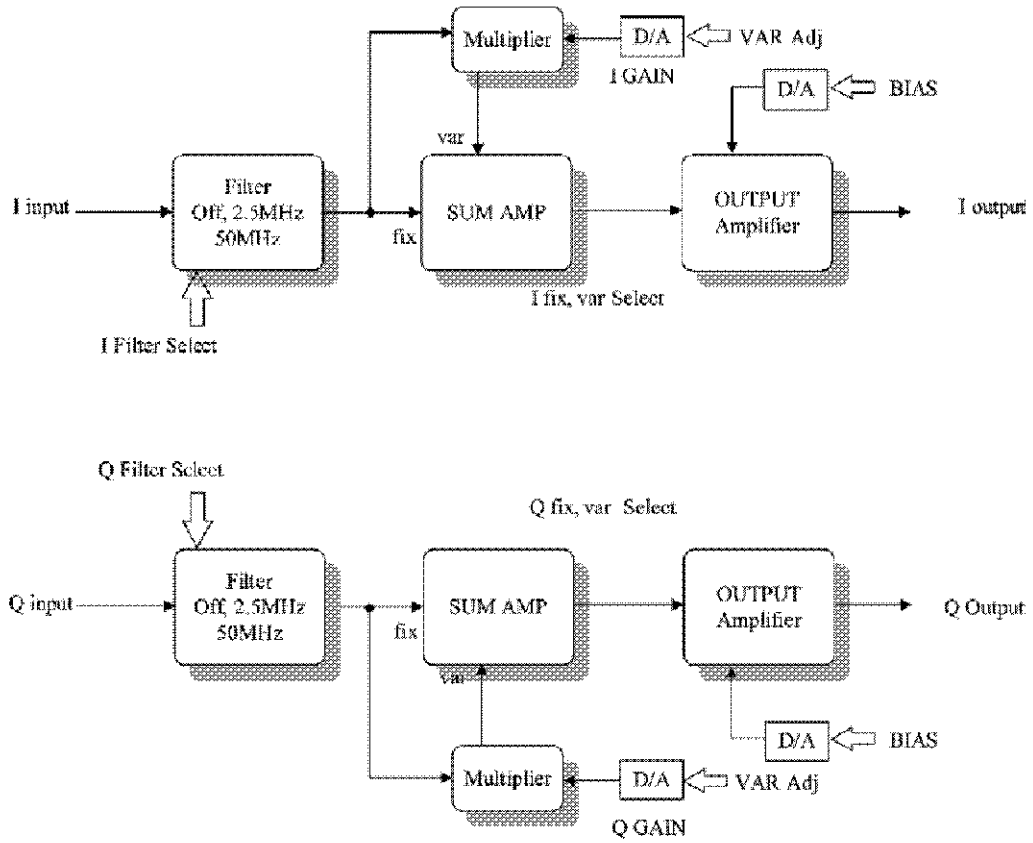 Multiplier
D/A
VAR Adj
I GAIN
D/A
BIAS
var
I input
Filter
Off, 2.5MHz
50MHz
fix
SUM AMP
OUTPUT
Amplifier
I output
I fix, var Select
I Filter Select
Q Filter Select
Q fix, var Select
Q input
Filter
Off, 2.5MHz
50MHz
fix
SUM AMP
var
OUTPUT
Amplifier
Q Output
D/A
BIAS
Multiplier
D/A
VAR Adj
Q GAIN